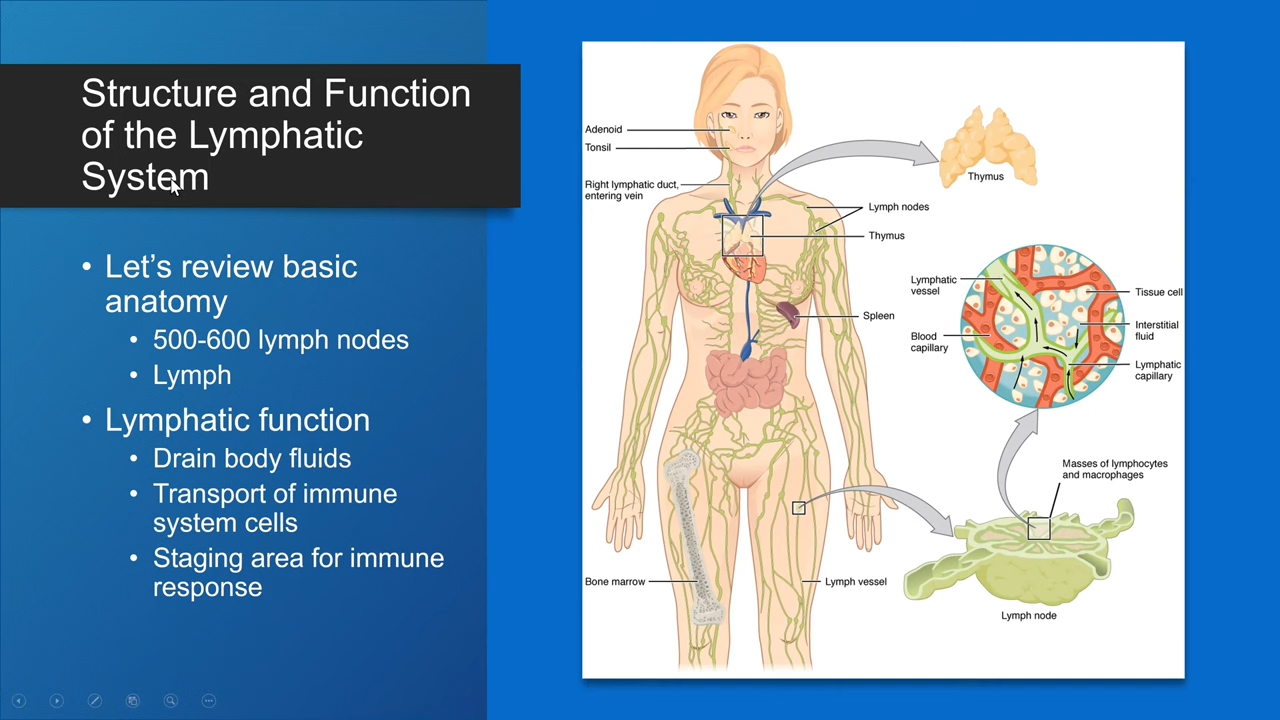 Structure and Function
of the Lymphatic
System
• Let’s review basic
anatomy
• 500-600 lymph nodes
• Lymph
• Lymphatic function
• Drain body fluids
• Transport of immune
system cells
• Staging area for immune
response
Adenoid
Tonsil
Right lymphatic duct,
entering vein
Thymus
Lymph nodes
Thymus
Spleen
Lymphatic
vessel
Blood
capillary
Tissue cell
Interstitial
fluid
Lymphatic
capillary
Masses of lymphocytes
and macrophages
Bone marrow
Lymph vessel
Lymph node